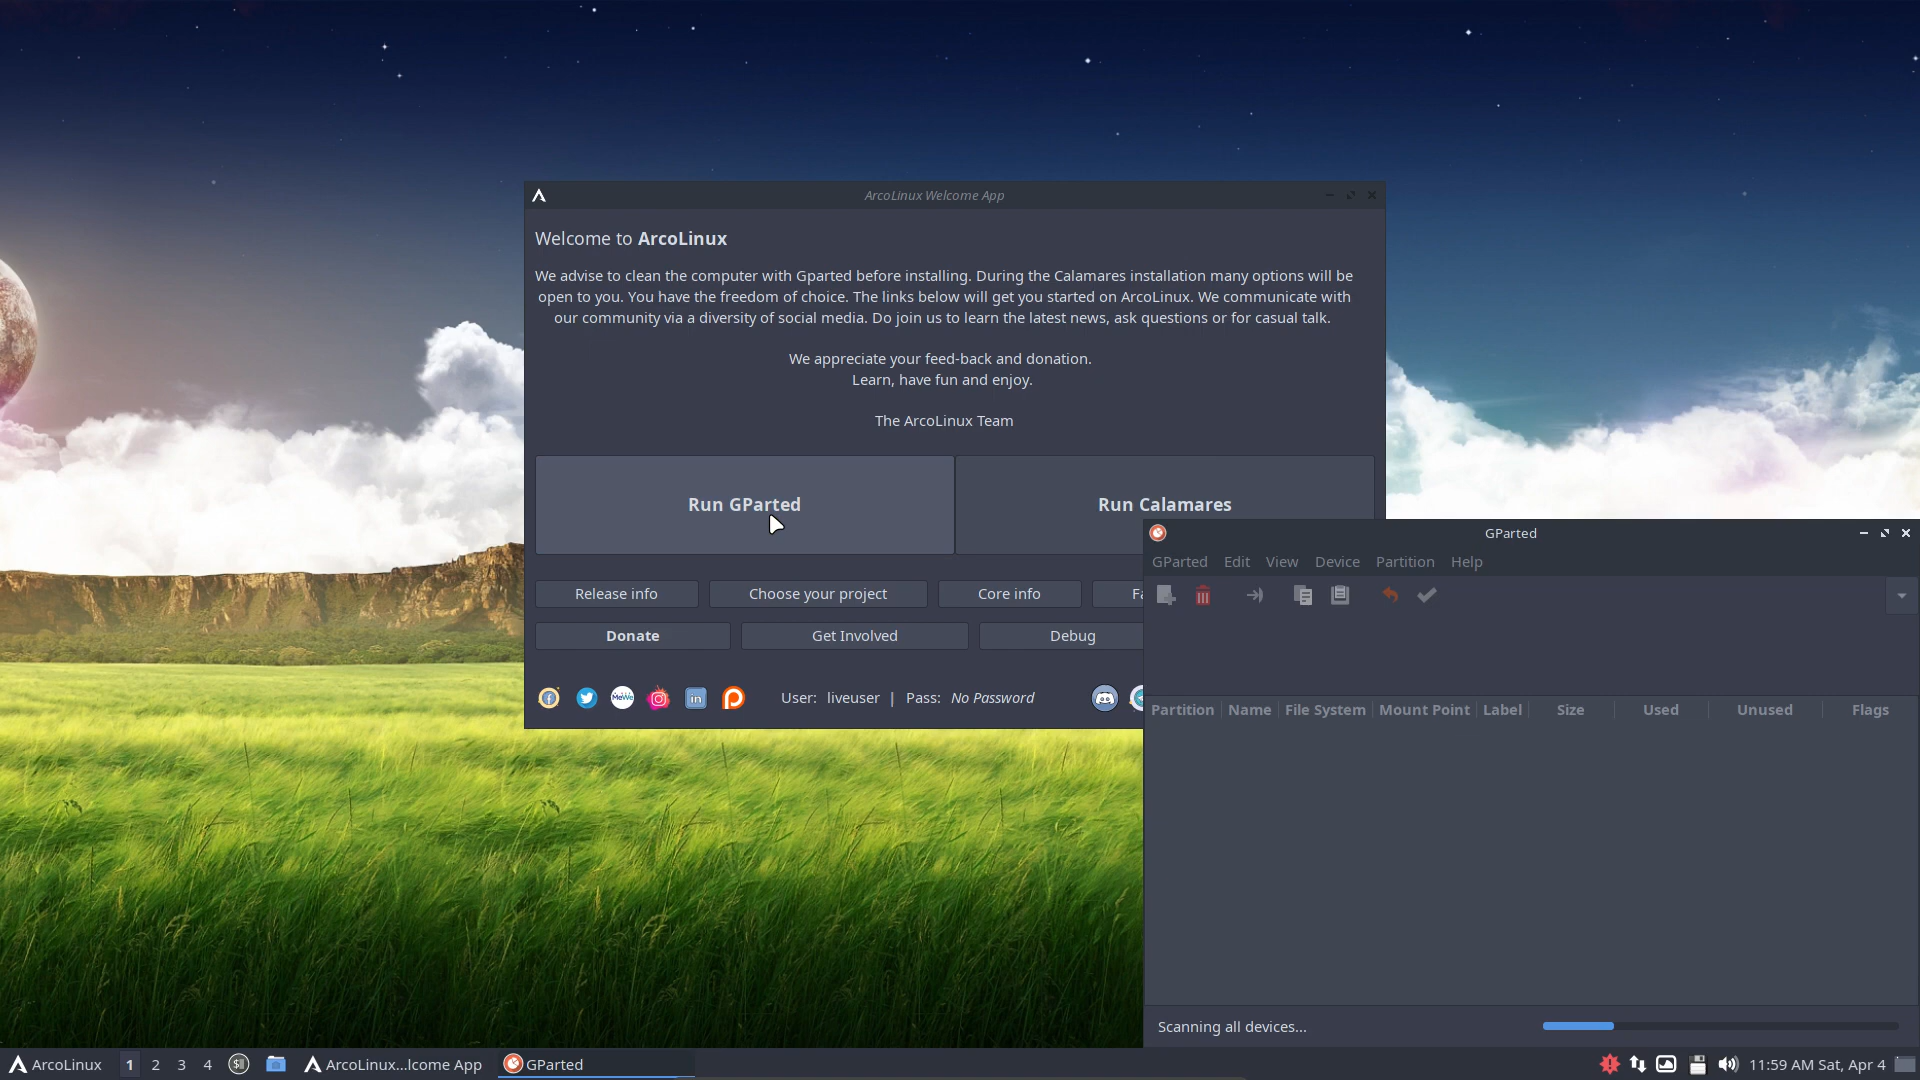 ArcoLinux Welcome App
Welcome to ArcoLinux
We advise to clean the computer with Gparted before installing. During the Calamares installation many options will be
open to you. You have the freedom of choice. The links below will get you started on ArcoLinux. We communicate with
our community via a diversity of social media. Do join us to learn the latest news, ask questions or for casual talk.
We appreciate your feed-back and donation.
Learn, have fun and enjoy.
The ArcoLinux Team
Run GParted
Run Calamares
Release info
Choose your project
Core info
Donate
Get Involved
Debug
MeWe
in
User: liveuser | Pass: No Password
GParted
GParted Edit View Device Partition Help
Partition Name File System Mount Point Label Size Used Unused Flags
Scanning all devices...
ArcoLinux 1 2 3 4 ArcoLinux...lcome App GParted
11:59 AM Sat, Apr 4